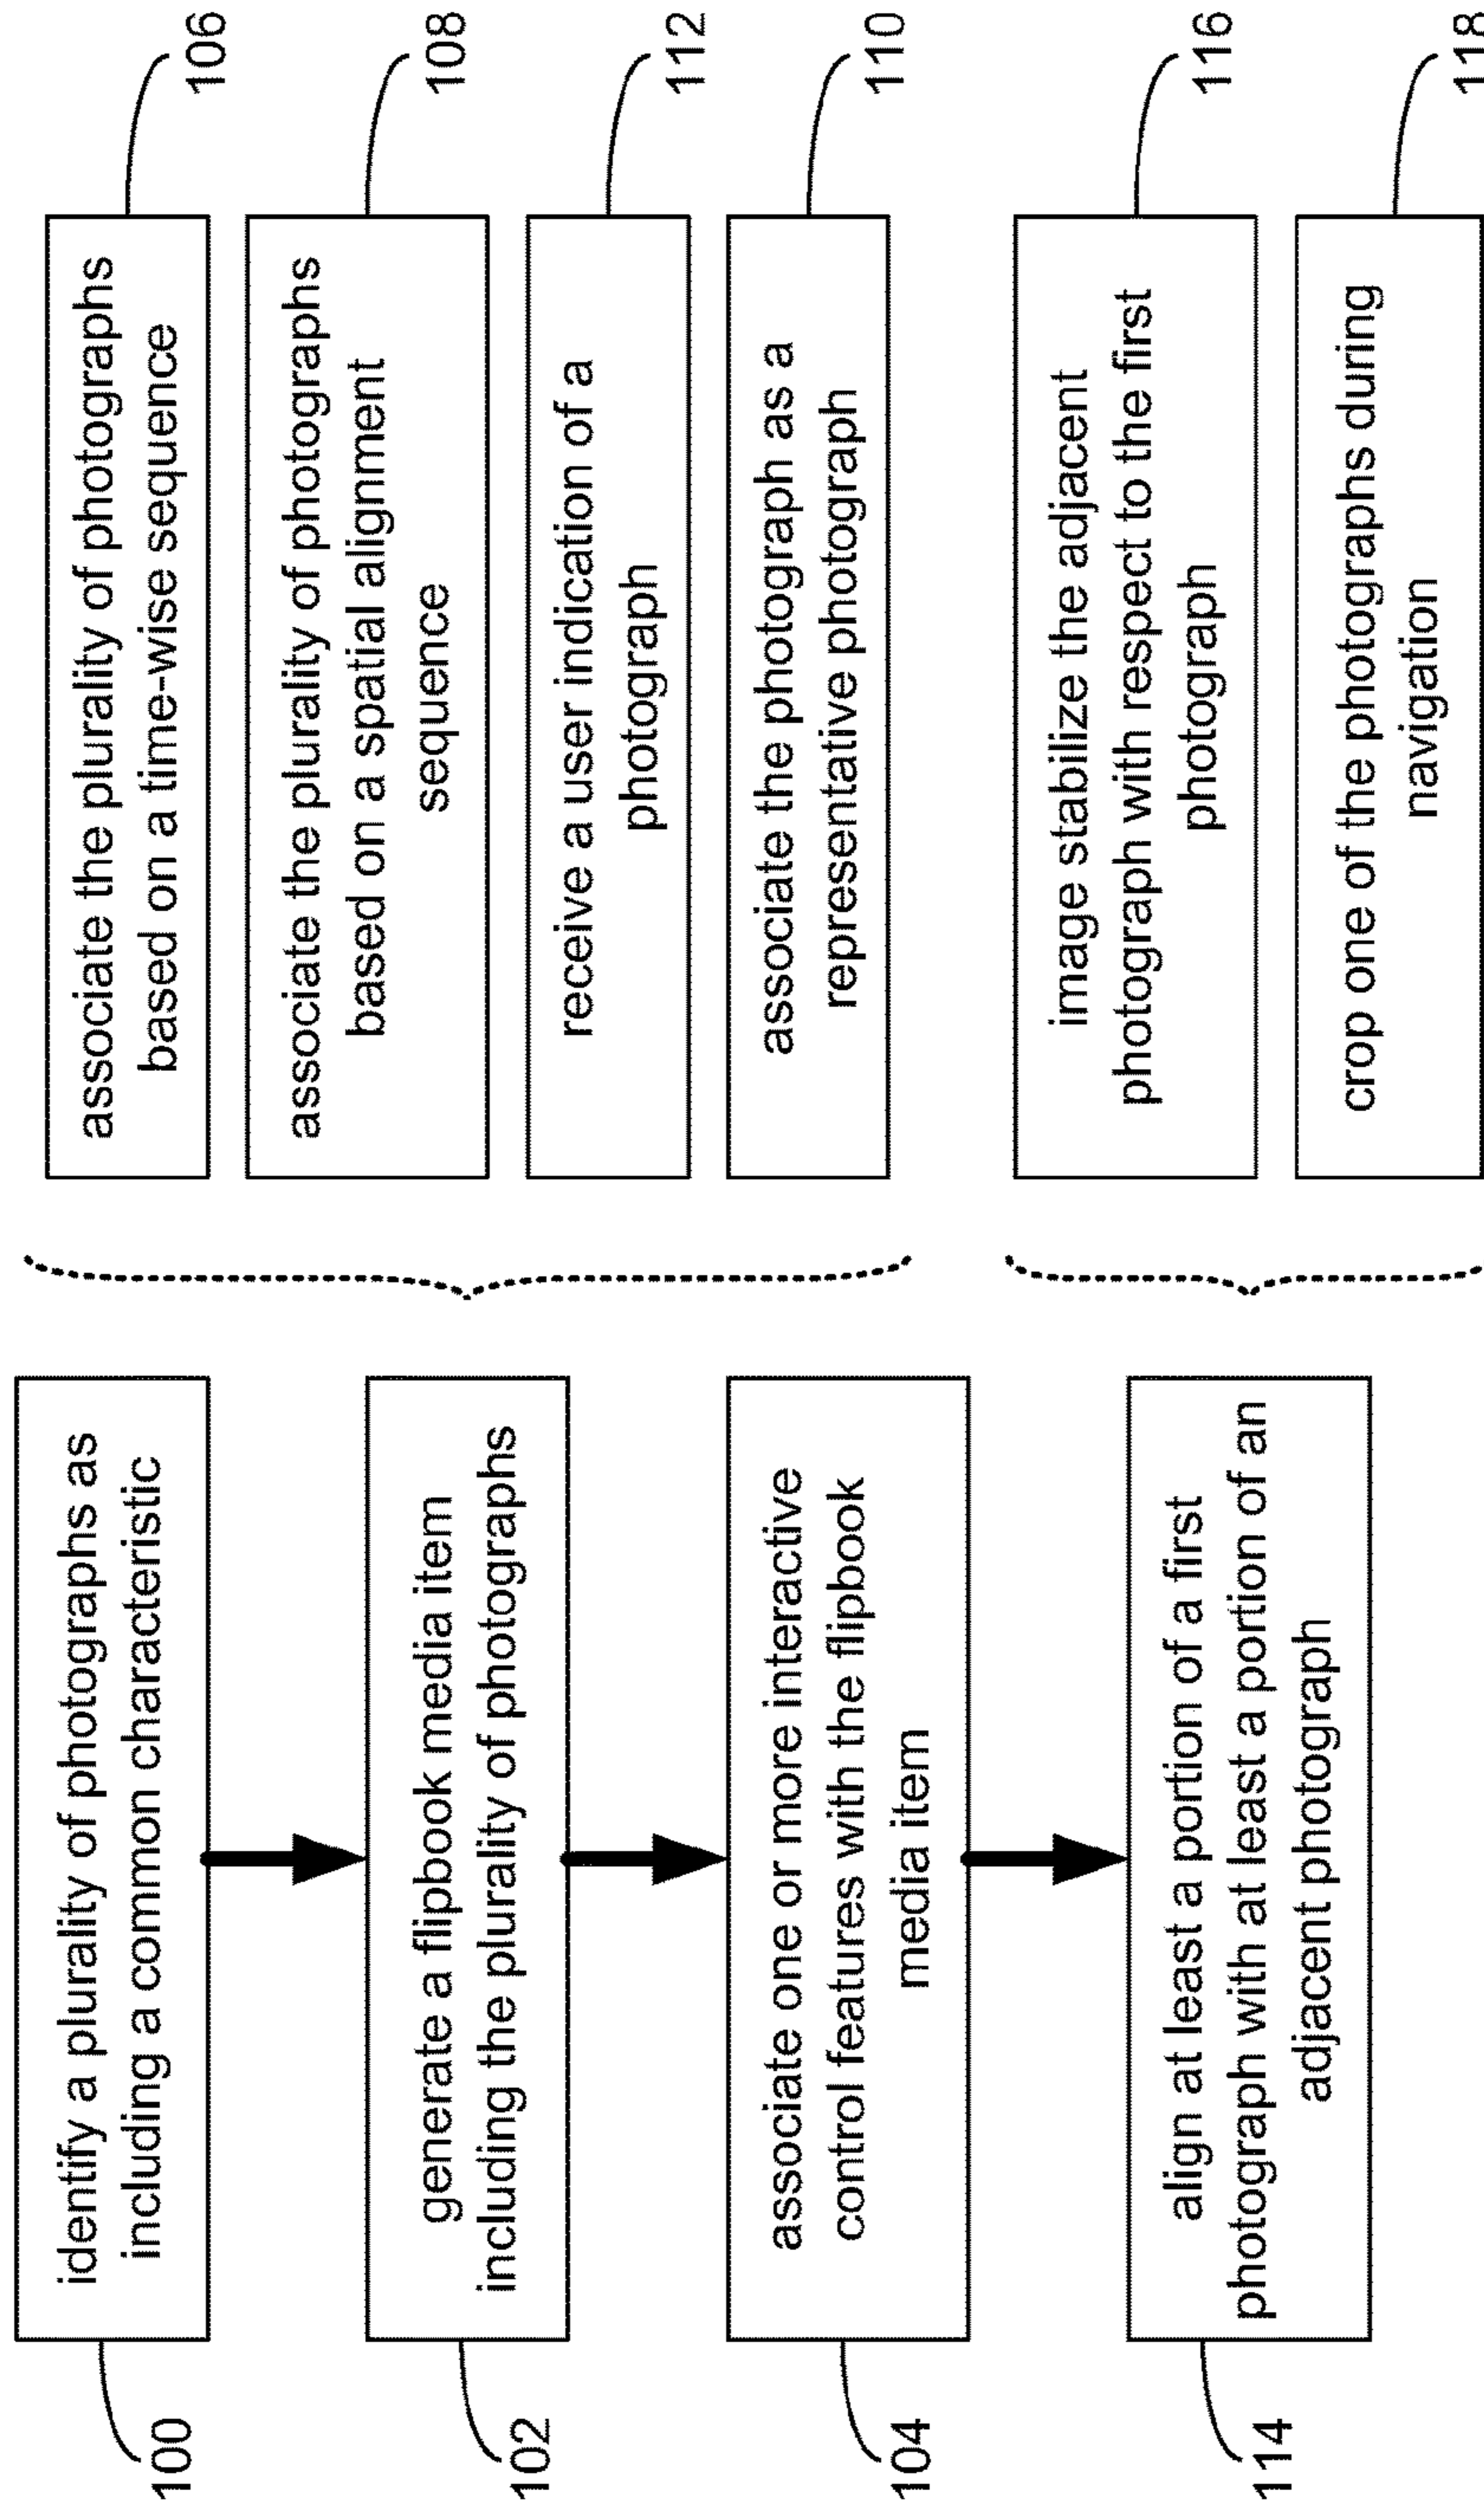 100
identify a plurality of photographs as
including a common characteristic
102
generate a flipbook media item
including the plurality of photographs
104
associate one or more interactive
control features with the flipbook
media item
114
align at least a portion of a first
photograph with at least a portion of an
adjacent photograph
associate the plurality of photographs
based on a time-wise sequence
106
associate the plurality of photographs
based on a spatial alignment
sequence
108
receive a user indication of a
photograph
112
associate the photograph as a
representative photograph
110
image stabilize the adjacent
photograph with respect to the first
photograph
116
crop one of the photographs during
navigation
118